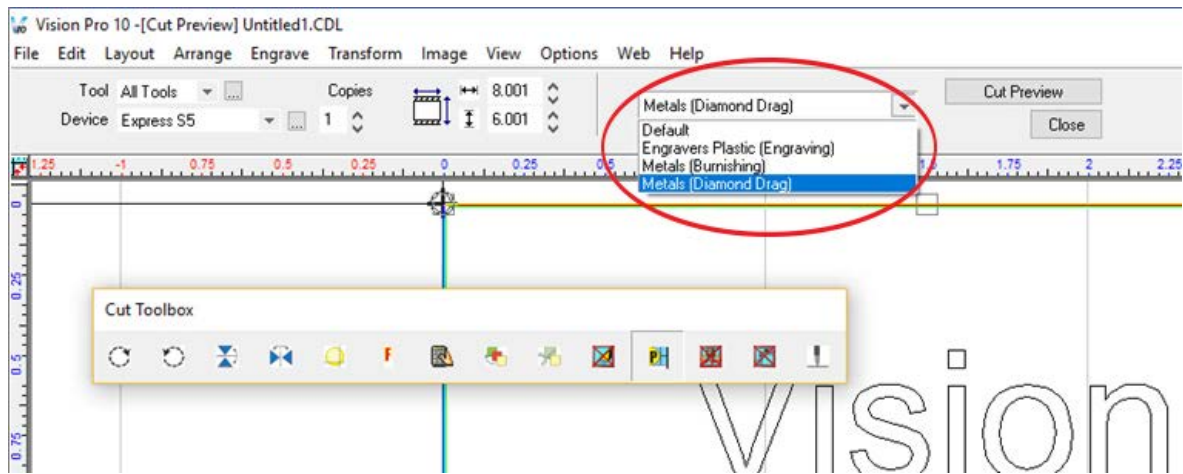 Vision Pro 10 -[Cut Preview] Untitled1.CDL
File Edit Layout Arrange Engrave Transform Image View Options Web Help
Tool All Tools ... Copies 8.001 Metals (Diamond Drag) Cut Preview
Device Express S5 ... 1 6.001 Close
Default
Engravers Plastic (Engraving)
Metals (Burnishing)
Metals (Diamond Drag)
1.25 -1 0.75 0.5 0.25 0 0.25 0.5 1.5 1.75 2 2.25
0
0.25
Cut Toolbox
F
PH
0.5
Vision
0.75